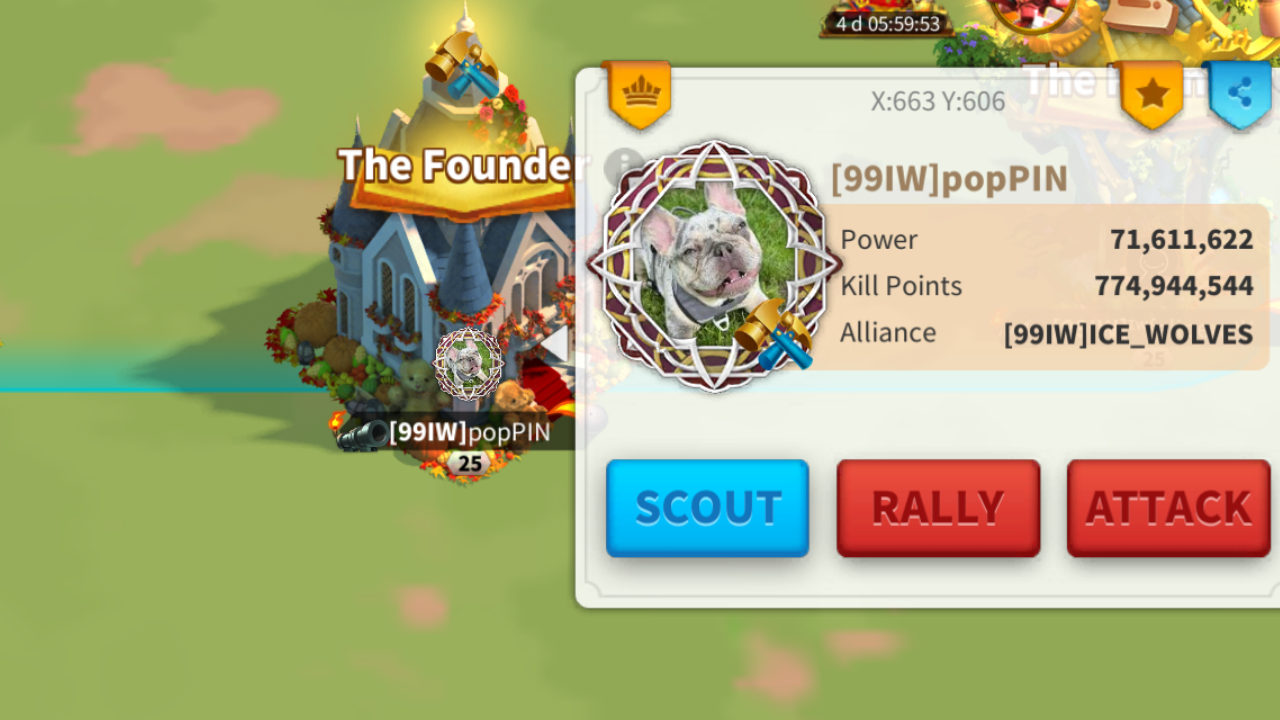 4 d 05:59:53
The Founder
X:663 Y:606
[99IW]popPIN
Power 71,611,622
Kill Points 774,944,544
Alliance [99IW]ICE_WOLVES
[99IW]popPIN
25
25
SCOUT RALLY ATTACK